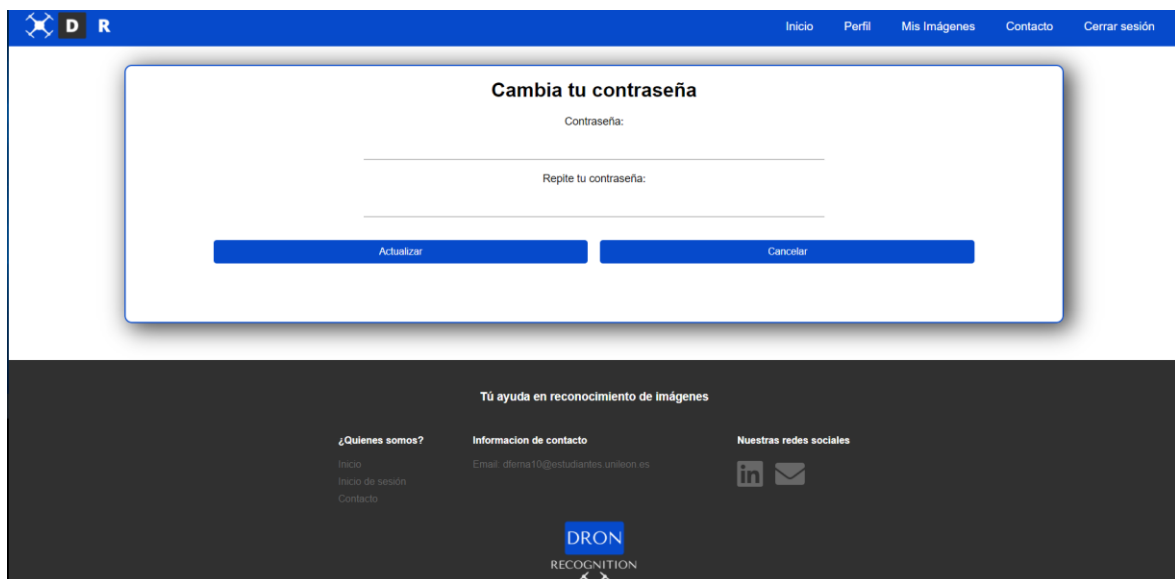 D R
Inicio Perfil Mis Imágenes Contacto Cerrar sesión
Cambia tu contraseña
Contraseña:
Repite tu contraseña:
Actualizar Cancelar
Tú ayuda en reconocimiento de imágenes
¿Quienes somos? Informacion de contacto Nuestras redes sociales
Inicio Email: dferna10@estudiantes.unileon.es
Inicio de sesión
Contacto
in
DRON
RECOGNITION